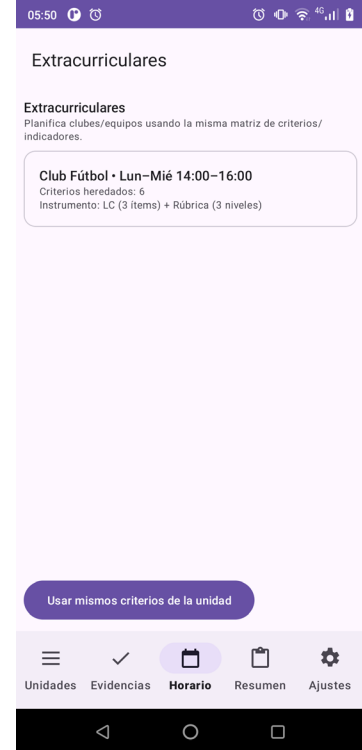 05:50
4G
Extracurriculares
Extracurriculares
Planifica clubes/equipos usando la misma matriz de criterios/
indicadores.
Club Fútbol • Lun–Mié 14:00–16:00
Criterios heredados: 6
Instrumento: LC (3 ítems) + Rúbrica (3 niveles)
Usar mismos criterios de la unidad
Unidades Evidencias Horario Resumen Ajustes